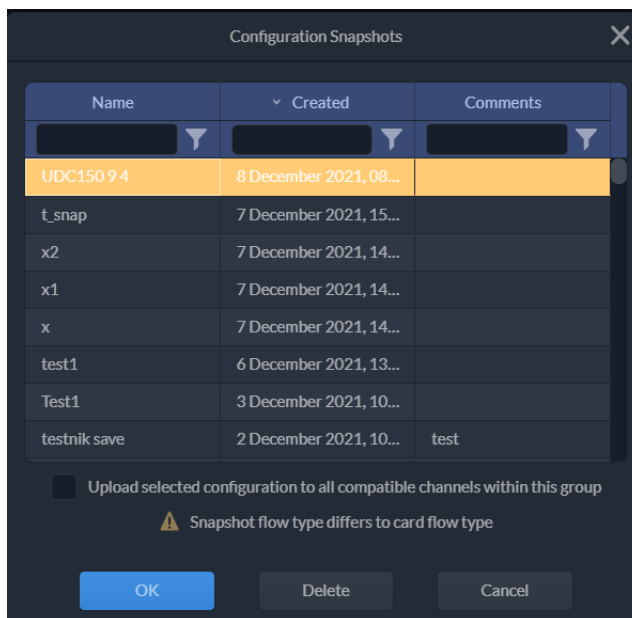 Configuration Snapshots
Name Created Comments
UDC150 9 4 8 December 2021, 08...
t_snap 7 December 2021, 15...
x2 7 December 2021, 14...
x1 7 December 2021, 14...
x 7 December 2021, 14...
test1 6 December 2021, 13...
Test1 3 December 2021, 10...
testnik save 2 December 2021, 10... test
Upload selected configuration to all compatible channels within this group
Snapshot flow type differs to card flow type
OK Delete Cancel